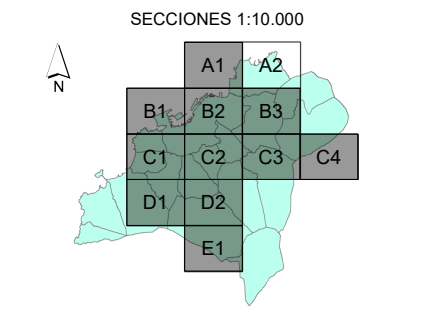 SECCIONES 1:10.000
N
A1 A2
B1 B2 B3
C1 C2 C3 C4
D1 D2
E1